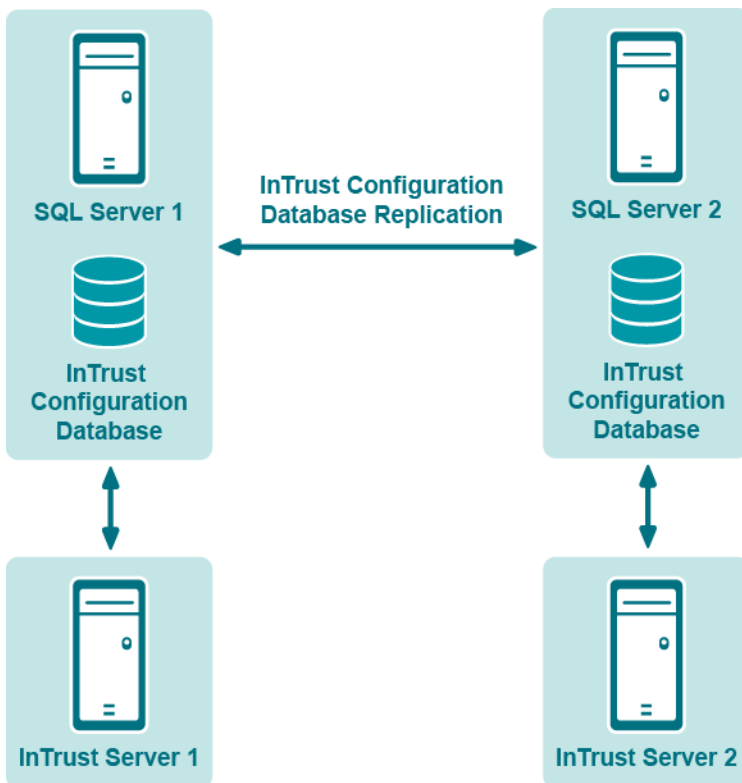 SQL Server 1
InTrust Configuration
Database Replication
SQL Server 2
InTrust
Configuration
Database
InTrust
Configuration
Database
InTrust Server 1
InTrust Server 2